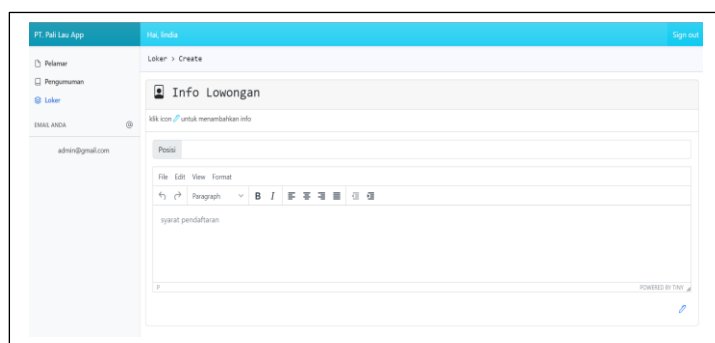 PT. Pali Lau App
Hai, lindia
Sign out
Pelamar
Pengumuman
Loker
EMAIL ANDA
@
admin@gmail.com
Loker > Create
Info Lowongan
klik icon untuk menambahkan info
Posisi
File Edit View Format
Paragraph B I
syarat pendaftaran
P
POWERED BY TINY